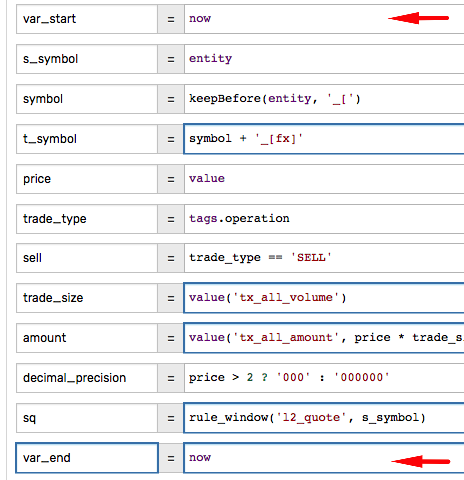 var_start = now
s_symbol = entity
symbol = keepBefore(entity, '_[')
t_symbol = symbol + '_[fx]'
price = value
trade_type = tags.operation
sell = trade_type == 'SELL'
trade_size = value('tx_all_volume')
amount = value('tx_all_amount', price * trade_s
decimal_precision = price > 2 ? '000' : '000000'
sq = rule_window('l2_quote', s_symbol)
var_end = now